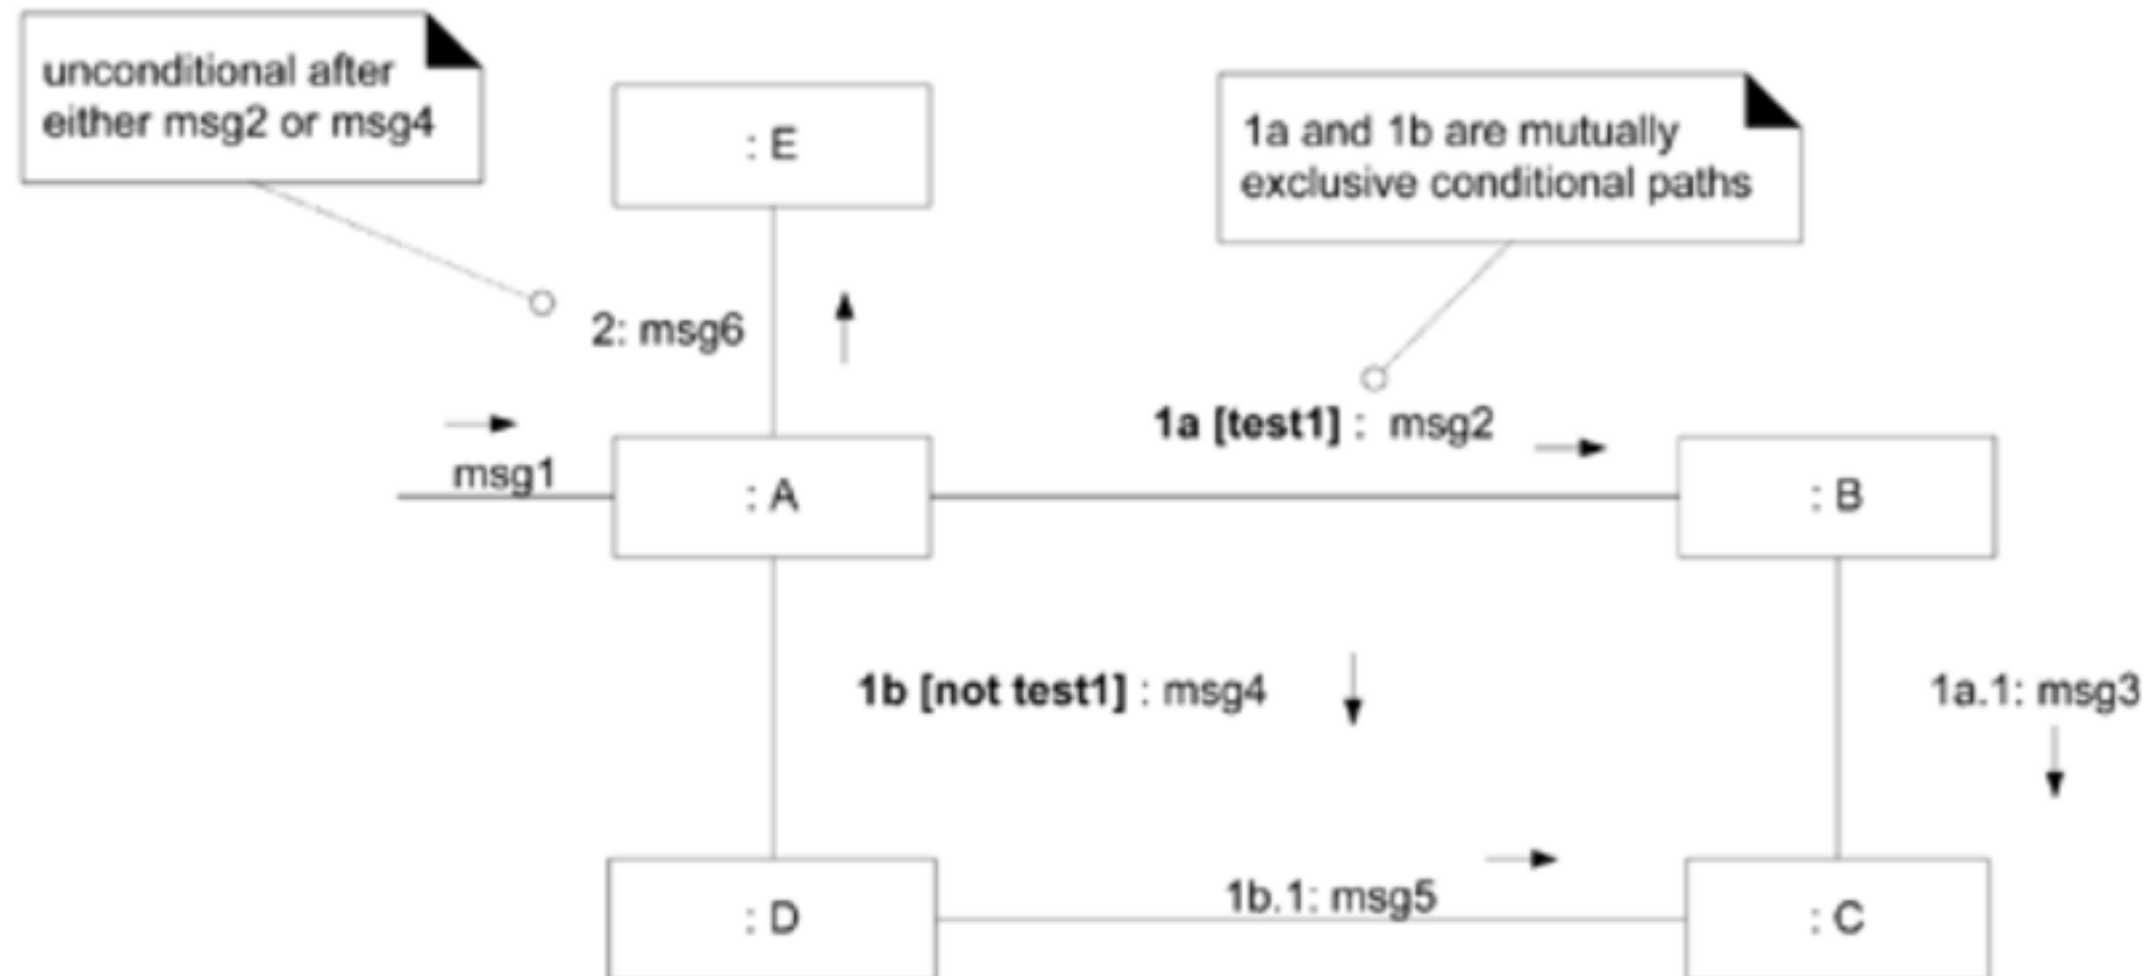 unconditional after
either msg2 or msg4
: E
1a and 1b are mutually
exclusive conditional paths
2: msg6
1a [test1] : msg2
msg1
: A
: B
1b [not test1] : msg4
1a.1: msg3
1b.1: msg5
: D
: C